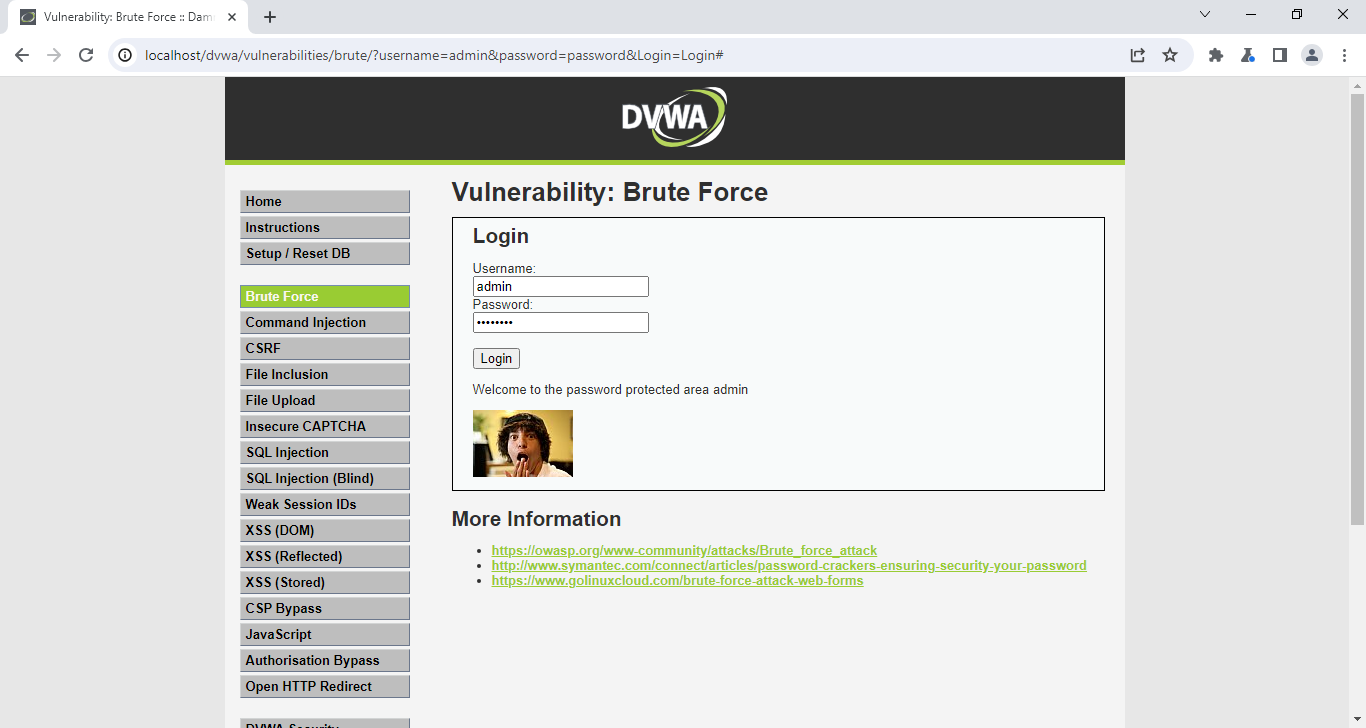 Vulnerability: Brute Force :: Dam
localhost/dvwa/vulnerabilities/brute/?username=admin&password=password&Login=Login#
DVWA
Home
Instructions
Setup / Reset DB
Brute Force
Command Injection
CSRF
File Inclusion
File Upload
Insecure CAPTCHA
SQL Injection
SQL Injection (Blind)
Weak Session IDs
XSS (DOM)
XSS (Reflected)
XSS (Stored)
CSP Bypass
JavaScript
Authorisation Bypass
Open HTTP Redirect
DVWA Security
Vulnerability: Brute Force
Login
Username:
admin
Password:
••••••••
Login
Welcome to the password protected area admin
More Information
• https://owasp.org/www-community/attacks/Brute_force_attack
• http://www.symantec.com/connect/articles/password-crackers-ensuring-security-your-password
• https://www.golinuxcloud.com/brute-force-attack-web-forms